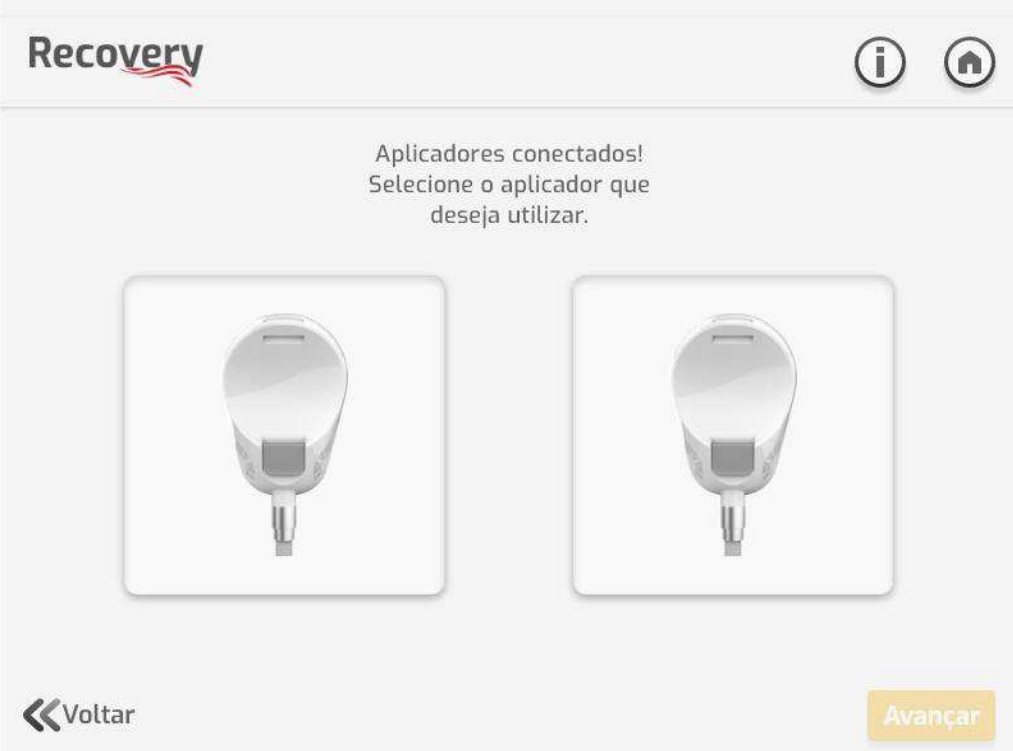 Recovery
Aplicadores conectados!
Selecione o aplicador que
deseja utilizar.
Voltar
Avançar